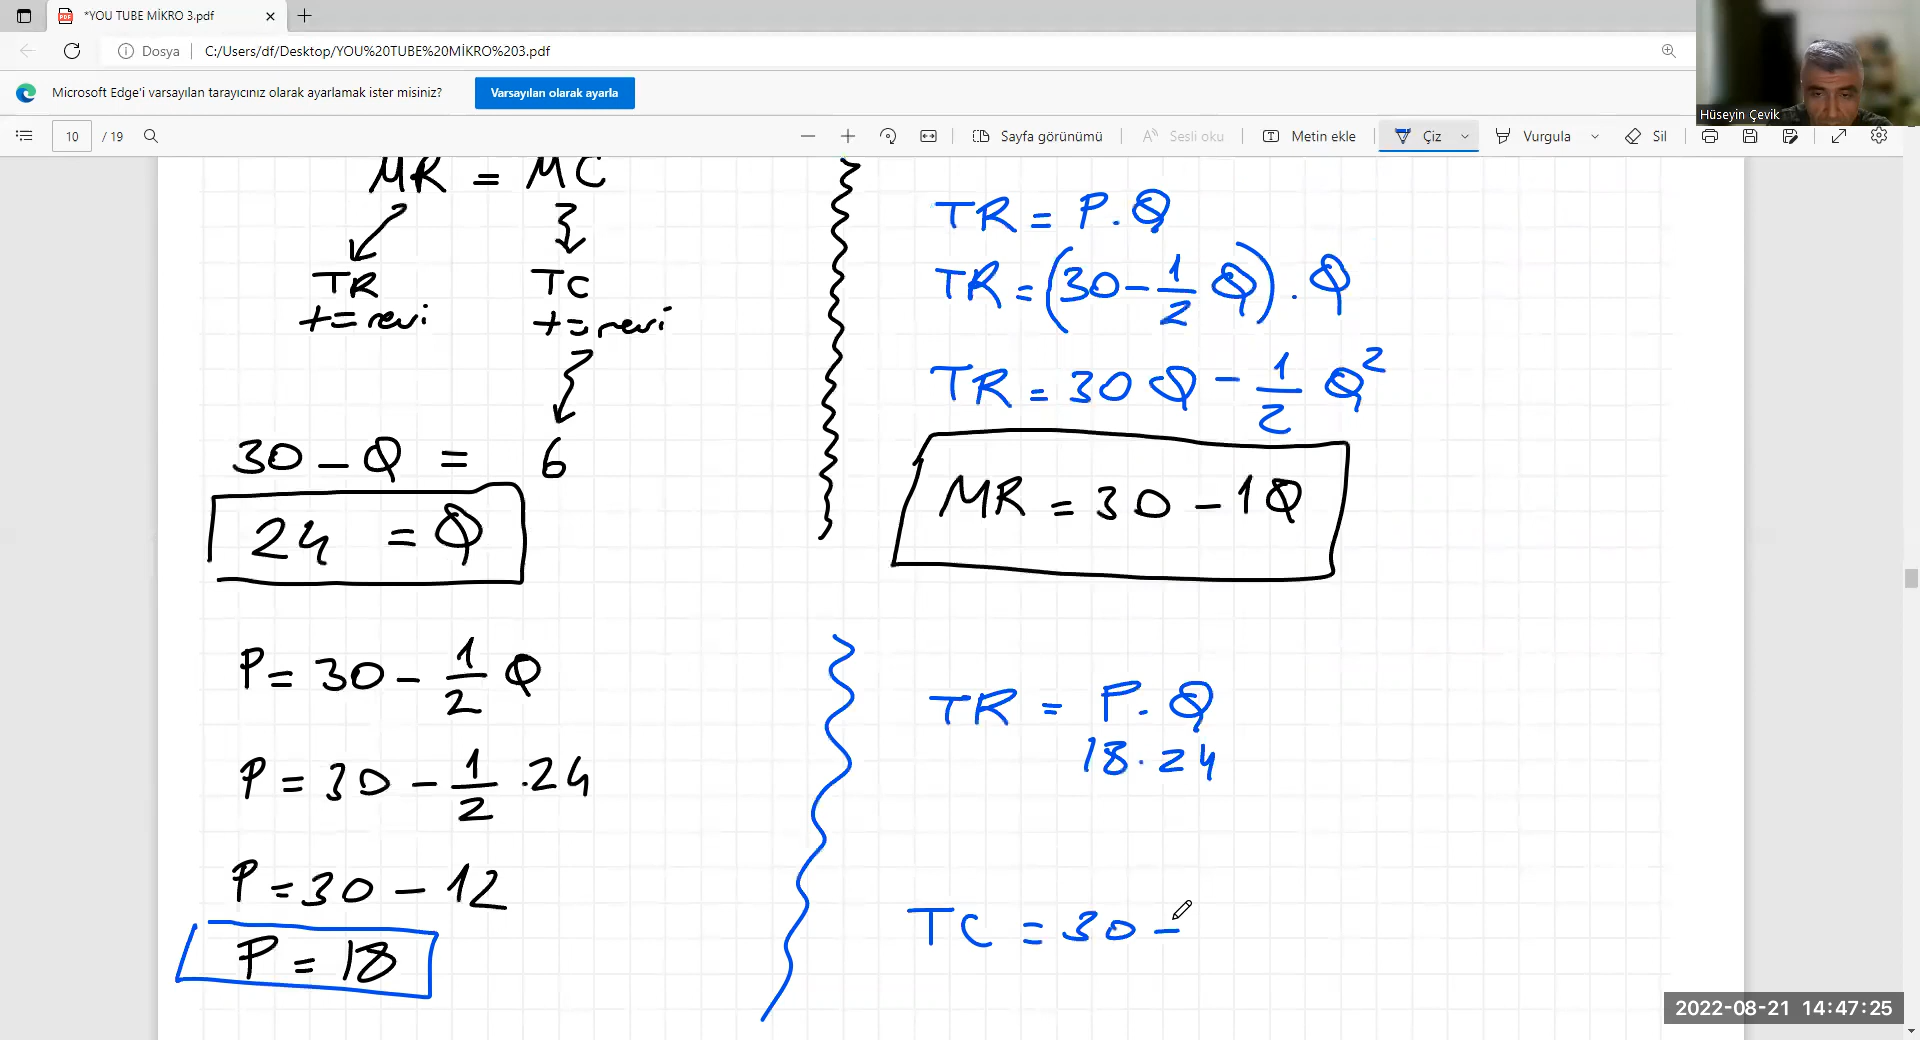 *YOU TUBE MİKRO 3.pdf
Dosya
C:/Users/df/Desktop/YOU%20TUBE%20MİKRO%203.pdf
Microsoft Edge'i varsayılan tarayıcınız olarak ayarlamak ister misiniz?
Varsayılan olarak ayarla
Hüseyin Çevik
10 / 19
Sayfa görünümü
Sesli oku
Metin ekle
Çiz
Vurgula
Sil
MR = MC
TR
TC
30 - Q = 6
24 = Q
P = 30 - 1/2 Q
P = 30 - 1/2 . 24
P = 30 - 12
P = 18
TR = P . Q
TR = (30 - 1/2 Q) . Q
TR = 30 Q - 1/2 Q²
MR = 30 - 1Q
TR = P . Q
18 . 24
TC = 30 -
2022-08-21 14:47:25